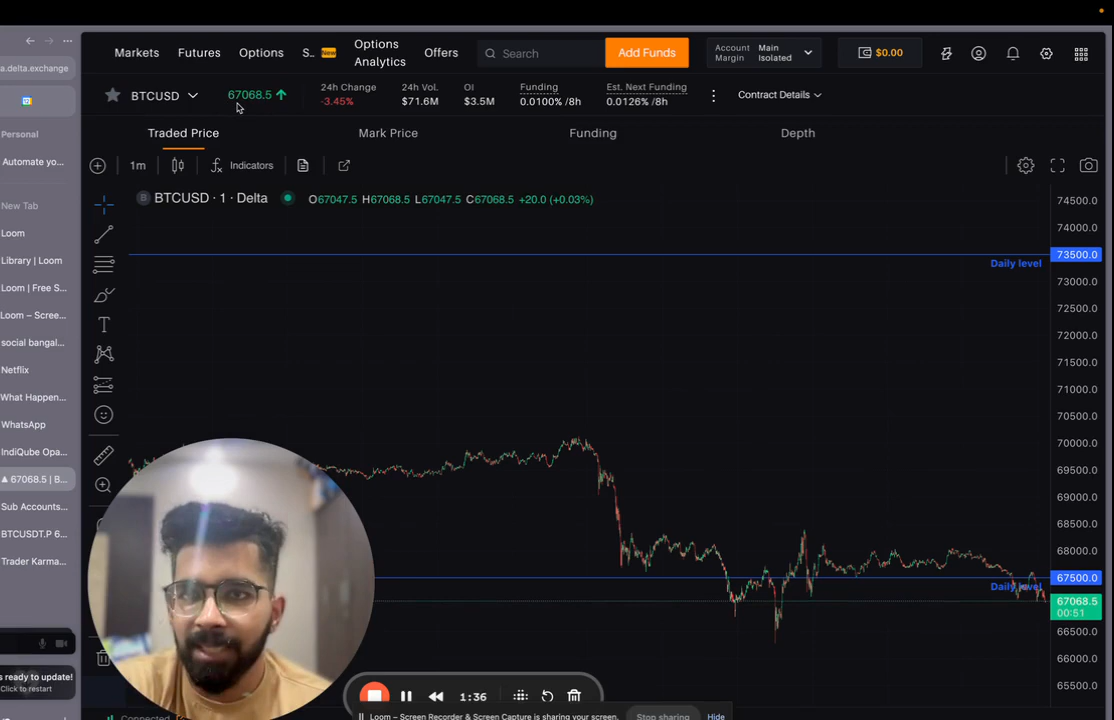 a.delta.exchange
Personal
Automate yo...
New Tab
Loom
Library | Loom
Loom | Free S...
Loom – Scree...
social bangal...
Netflix
What Happen...
WhatsApp
IndiQube Opa...
▲ 67068.5 | B...
Sub Accounts...
BTCUSDT.P 6...
Trader Karma...
s ready to update!
Click to restart
Markets
Futures
Options
S..
New
Options
Analytics
Offers
Search
Add Funds
Account
Margin
Main
Isolated
$0.00
BTCUSD
67068.5
24h Change
-3.45%
24h Vol.
$71.6M
OI
$3.5M
Funding
0.0100% /8h
Est. Next Funding
0.0126% /8h
Contract Details
Traded Price
Mark Price
Funding
Depth
1m
Indicators
B
BTCUSD · 1 · Delta
O67047.5 H67068.5 L67047.5 C67068.5 +20.0 (+0.03%)
74500.0
74000.0
73500.0
Daily level
73000.0
72500.0
72000.0
71500.0
71000.0
70500.0
70000.0
69500.0
69000.0
68500.0
68000.0
67500.0
Daily level
67068.5
00:51
66500.0
66000.0
65500.0
1:36
Connected
Loom – Screen Recorder & Screen Capture is sharing your screen.
Stop sharing
Hide